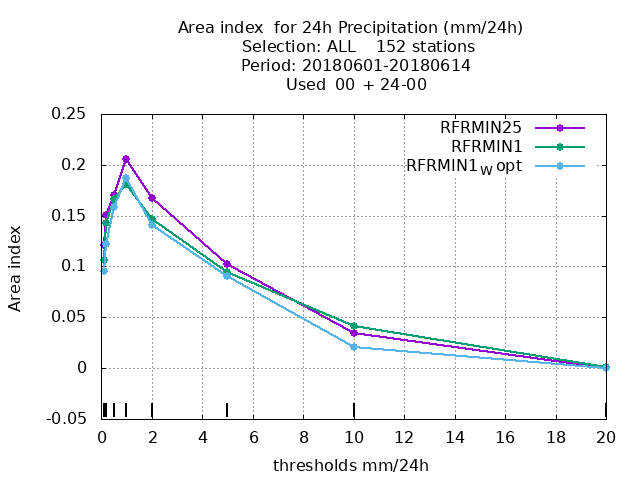 Area index  for 24h Precipitation (mm/24h)
Selection: ALL    152 stations
Period: 20180601-20180614
Used  00 + 24-00
RFRMIN25
RFRMIN1
RFRMIN1W opt
Area index
0.25
0.2
0.15
0.1
0.05
0
-0.05
0 2 4 6 8 10 12 14 16 18 20
thresholds mm/24h